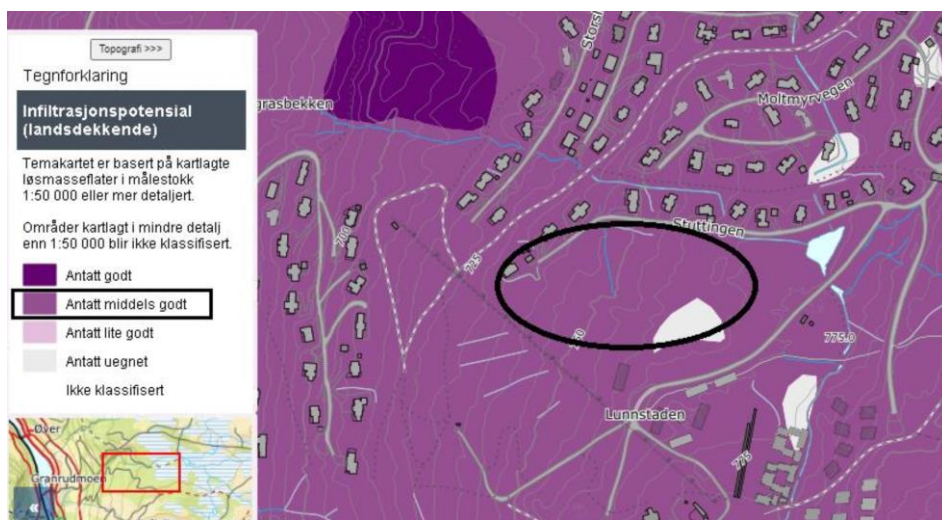 Topografi >>>
Tegnforklaring
Infiltrasjonspotensial
(landsdekkende)
Temakartet er basert på kartlagte
løsmasseflater i målestokk
1:50 000 eller mer detaljert.
Områder kartlagt i mindre detalj
enn 1:50 000 blir ikke klassifisert.
Antatt godt
Antatt middels godt
Antatt lite godt
Antatt uegnet
Ikke klassifisert
Øver
Granrudmoen
«
grasbekken
Storsl
Moltmyrvegen
Stuttingen
700
725
775.0
Lunnstaden
775